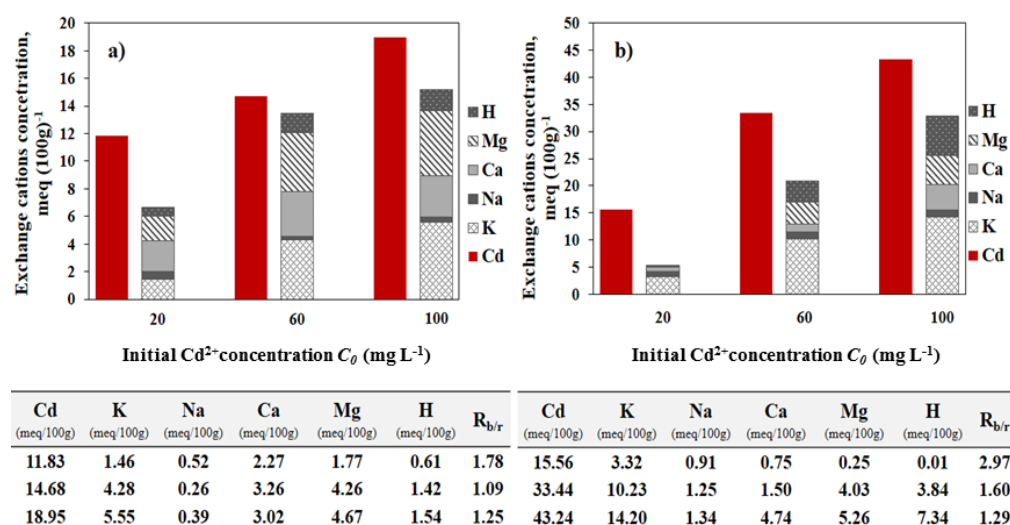 Exchange cations concetration,
meq (100g)-1
a)
20
18
16
14
12
10
8
6
4
2
0
20 60 100
H
Mg
Ca
Na
K
Cd
Initial Cd2+concentration C0 (mg L-1)
Exchange cations concetration,
meq (100g)-1
b)
50
45
40
35
30
25
20
15
10
5
0
20 60 100
H
Mg
Ca
Na
K
Cd
Initial Cd2+concentration C0 (mg L-1)
Cd K Na Ca Mg H Rb/r
(meq/100g) (meq/100g) (meq/100g) (meq/100g) (meq/100g) (meq/100g)
11.83 1.46 0.52 2.27 1.77 0.61 1.78
14.68 4.28 0.26 3.26 4.26 1.42 1.09
18.95 5.55 0.39 3.02 4.67 1.54 1.25
Cd K Na Ca Mg H Rb/r
(meq/100g) (meq/100g) (meq/100g) (meq/100g) (meq/100g) (meq/100g)
15.56 3.32 0.91 0.75 0.25 0.01 2.97
33.44 10.23 1.25 1.50 4.03 3.84 1.60
43.24 14.20 1.34 4.74 5.26 7.34 1.29